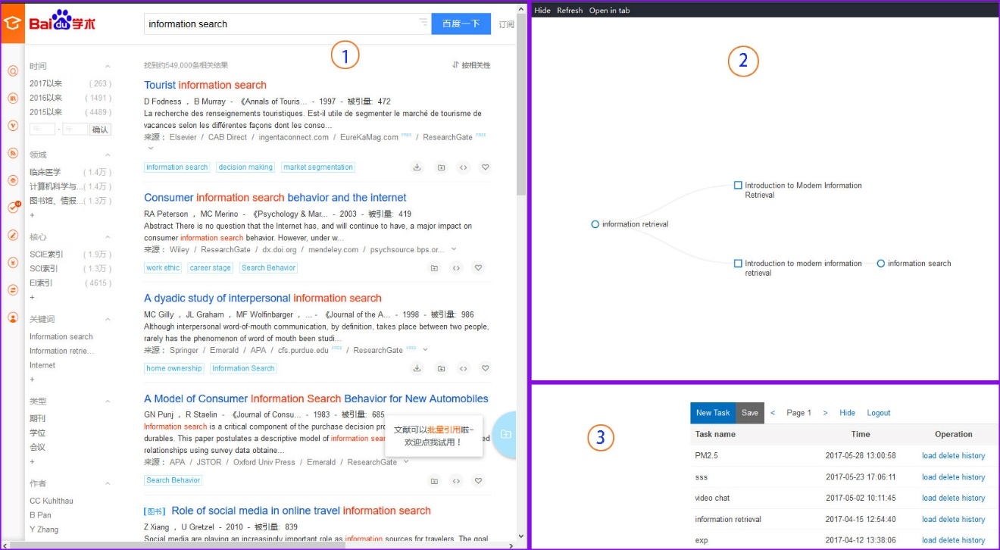 Bai du 学术
information search
百度一下
订阅
1
时间
2017以来 ( 263 )
2016以来 ( 1491 )
2015以来 ( 4489 )
年 - 年 确认
领域
临床医学 ( 1.4万 )
计算机科学与... ( 1.4万 )
图书馆、情报... ( 1.3万 )
+
核心
SCIE索引 ( 1.9万 )
SCI索引 ( 1.3万 )
EI索引 ( 4615 )
+
关键词
Information search
Information retrie...
Internet
+
类型
期刊
学位
会议
+
作者
CC Kuhlthau
B Pan
Y Zhang
找到约549,000条相关结果
按相关性
Tourist information search
D Fodness , B Murray - 《Annals of Touris... - 1997 - 被引量: 472
La recherche des renseignements touristiques. Est-il utile de segmenter le marché de tourisme de
vacances selon les différentes façons dont les conso...
来源 : Elsevier / CAB Direct / ingentaconnect.com / EureKaMag.com FREE / ResearchGate FREE
information search decision making market segmentation
Consumer information search behavior and the internet
RA Peterson , MC Merino - 《Psychology & Mar... - 2003 - 被引量: 419
Abstract There is no question that the Internet has, and will continue to have, a major impact on
consumer information search behavior. However, under w...
来源 : Wiley / ResearchGate / dx.doi.org / mendeley.com / psychsource.bps.or...
work ethic career stage Search Behavior
A dyadic study of interpersonal information search
MC Gilly , JL Graham , MF Wolfinbarger , ... - 《Journal of the A... - 1998 - 被引量: 986
Although interpersonal word-of-mouth communication, by definition, takes place between two people,
rarely has the phenomenon of word of mouth been studi...
来源 : Springer / Emerald / APA / cfs.purdue.edu FREE / ResearchGate FREE
home ownership Information Search
A Model of Consumer Information Search Behavior for New Automobiles
GN Punj , R Staelin - 《Journal of Consu... - 1983 - 被引量: 685
Information search is a critical component of the purchase decision pro
durables. This paper postulates a descriptive model of information sear ed
relationships using survey data obtaine...
来源 : APA / JSTOR / Oxford Univ Press / Emerald / ResearchGate
Search Behavior
文献可以批量引用啦~
欢迎点我试用！
[图书] Role of social media in online travel information search
Z Xiang , U Gretzel - 2010 - 被引量: 839
Social media are playing an increasingly important role as information sources for travelers. The goal
Hide Refresh Open in tab
2
information retrieval
Introduction to Modern Information
Retrieval
Introduction to modern information
retrieval
information search
3
New Task Save < Page 1 > Hide Logout
Task name Time Operation
PM2.5 2017-05-28 13:00:58 load delete history
sss 2017-05-23 17:06:11 load delete history
video chat 2017-05-02 10:11:45 load delete history
information retrieval 2017-04-15 12:54:40 load delete history
exp 2017-04-12 13:38:06 load delete history